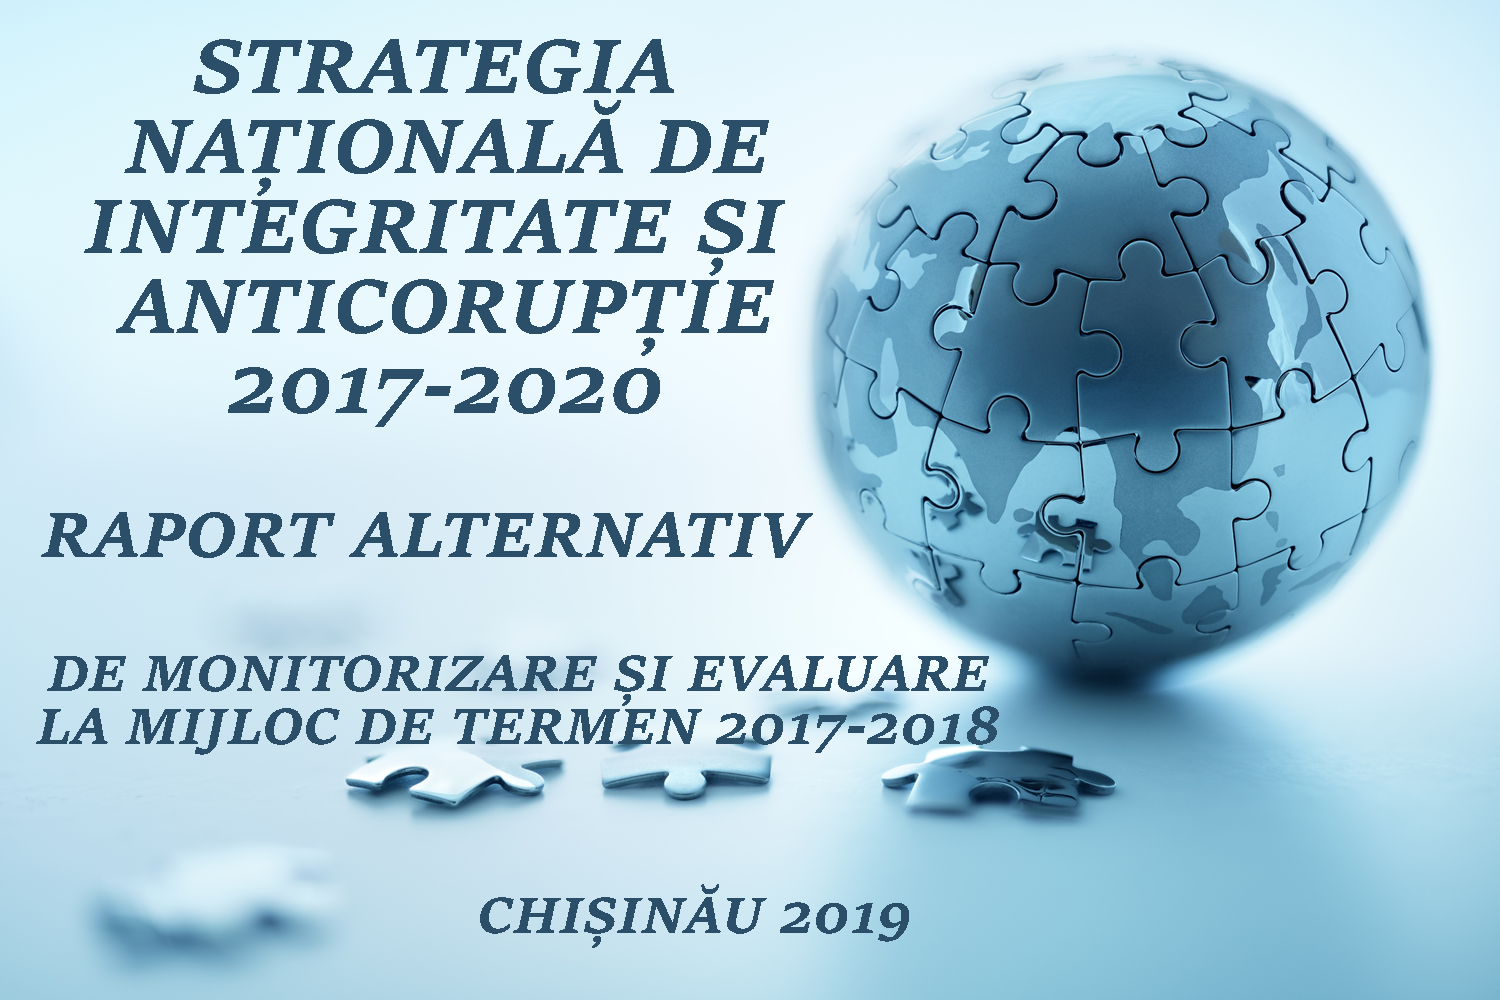 STRATEGIA
NAȚIONALĂ DE
INTEGRITATE ȘI
ANTICORUPȚIE
2017-2020
RAPORT ALTERNATIV
DE MONITORIZARE ȘI EVALUARE
LA MIJLOC DE TERMEN 2017-2018
CHIȘINĂU 2019